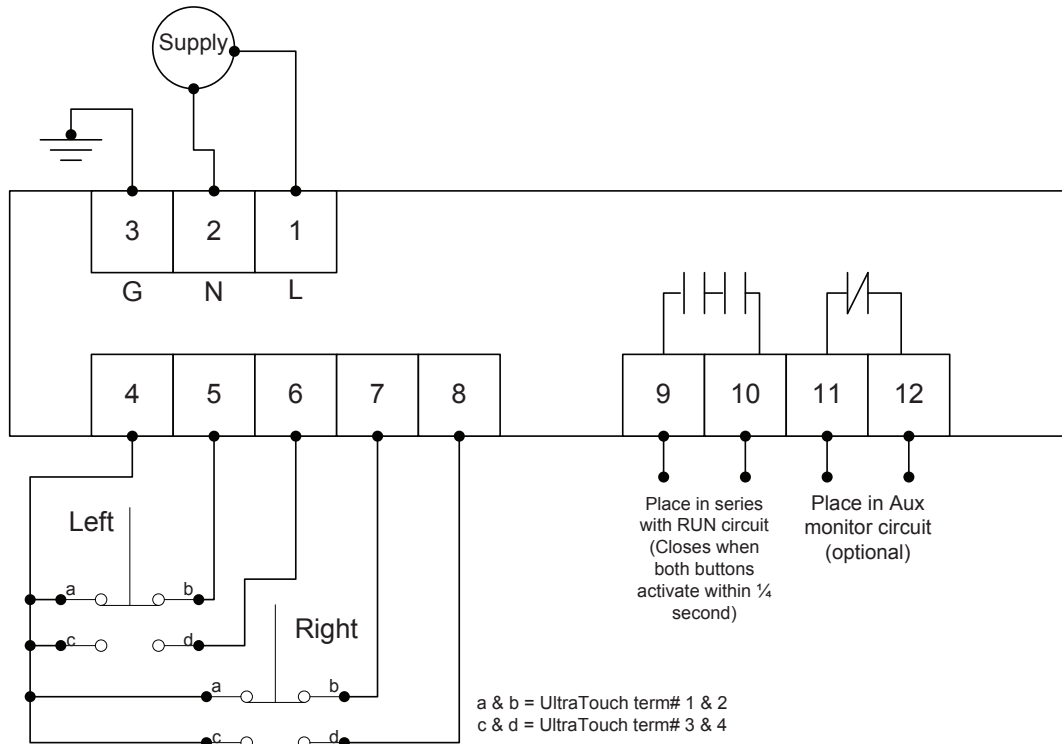 Supply
3 2 1
G N L
4 5 6 7 8 9 10 11 12
Left
a b
c d
Right
a b
c d
Place in series
with RUN circuit
(Closes when
both buttons
activate within ¼
second)
Place in Aux
monitor circuit
(optional)
a & b = UltraTouch term# 1 & 2
c & d = UltraTouch term# 3 & 4